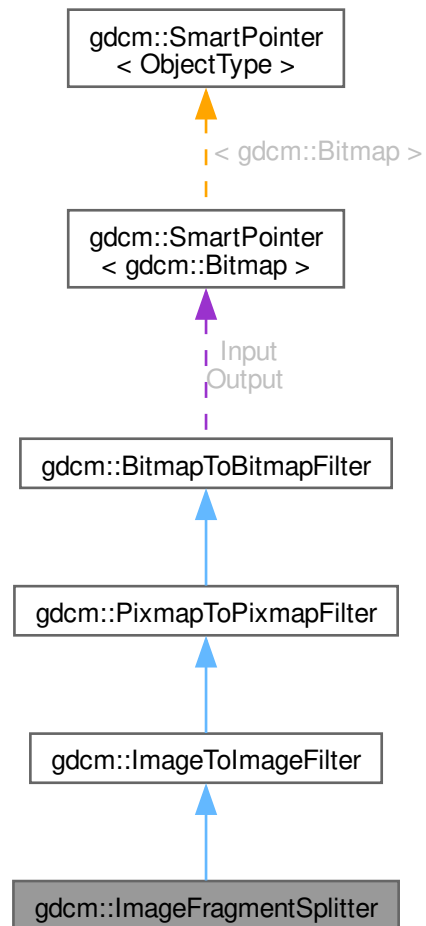 gdcm::SmartPointer
< ObjectType >
< gdcm::Bitmap >
gdcm::SmartPointer
< gdcm::Bitmap >
Input
Output
gdcm::BitmapToBitmapFilter
gdcm::PixmapToPixmapFilter
gdcm::ImageToImageFilter
gdcm::ImageFragmentSplitter